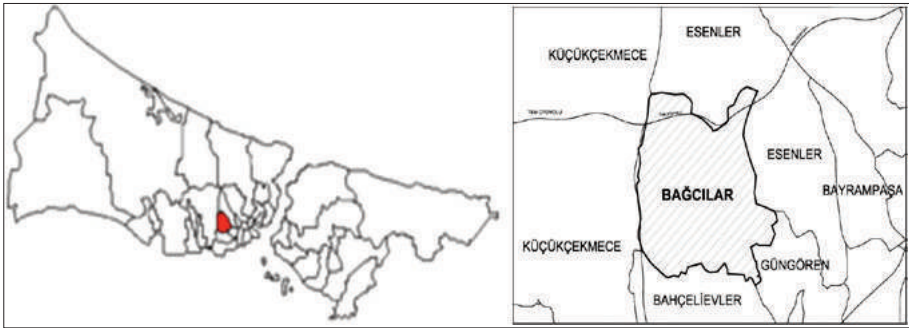 ESENLER
KÜÇÜKÇEKMECE
ESENLER
BAĞCILAR
BAYRAMPAŞA
KÜÇÜKÇEKMECE
GÜNGÖREN
BAHÇELİEVLER